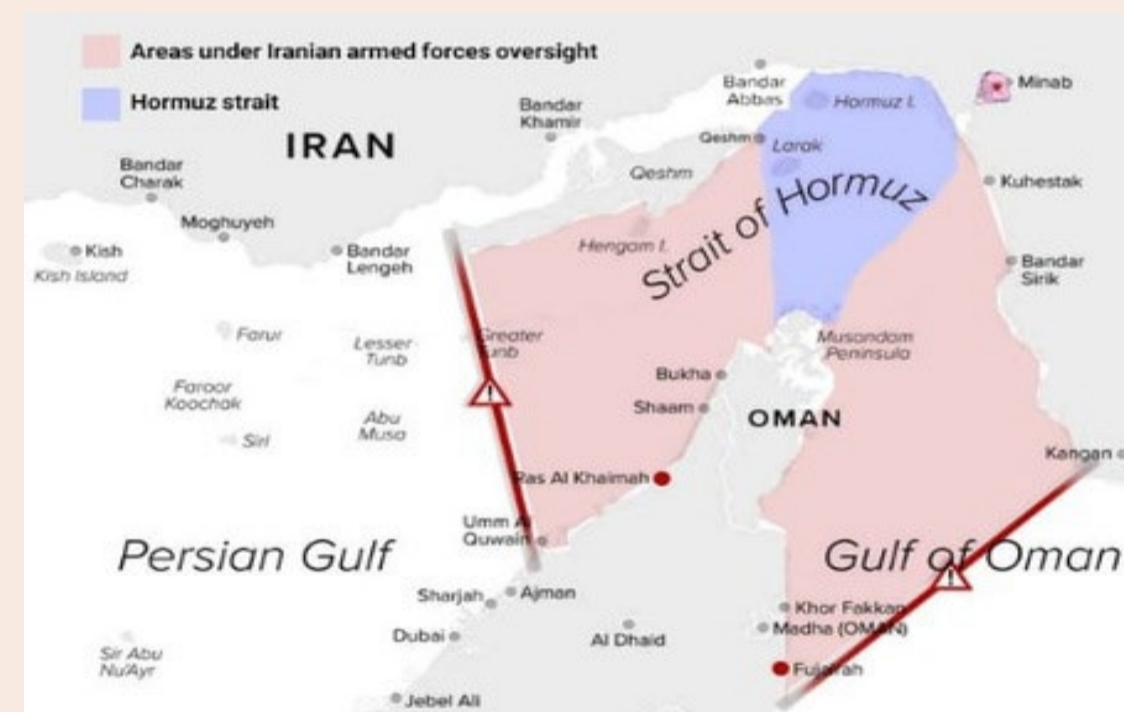 Areas under Iranian armed forces oversight
Hormuz strait
IRAN
Bandar
Abbas
Hormuz I.
Minab
Bandar
Khamir
Qeshm
Larak
Qeshm
Bandar
Charak
Kuhestak
Moghuyeh
Strait of Hormuz
Kish
Kish Island
Bandar
Lengeh
Hengam I.
Bandar
Sirik
Farur
Lesser
Tunb
Greater
Tunb
Musandam
Peninsula
Bukha
Faroor
Koochak
Shaam
Abu
Musa
OMAN
Siri
Kangan
Ras Al Khaimah
Umm Al
Quwain
Persian Gulf
Gulf of Oman
Sharjah
Ajman
Khor Fakkan
Madha (OMAN)
Dubai
Al Dhaid
Sir Abu
Nu'Ayr
Fujairah
Jebel Ali